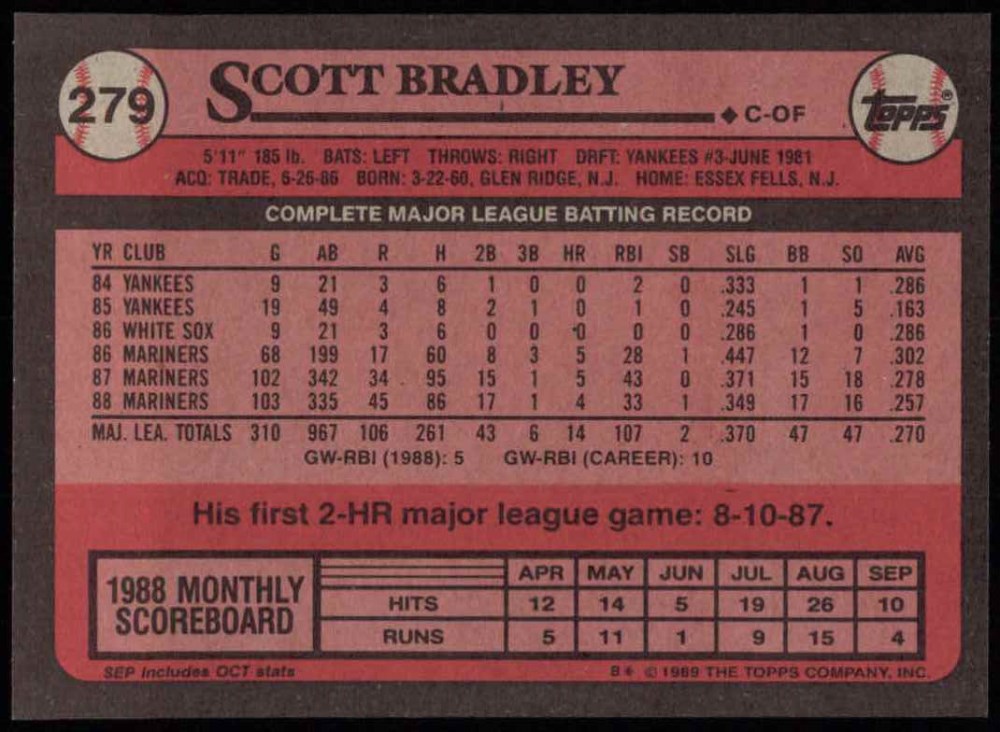 279
SCOTT BRADLEY
◆ C-OF
topps®
5'11" 185 lb. BATS: LEFT THROWS: RIGHT DRFT: YANKEES #3-JUNE 1981
ACQ: TRADE, 6-26-86 BORN: 3-22-60, GLEN RIDGE, N.J. HOME: ESSEX FELLS, N.J.
COMPLETE MAJOR LEAGUE BATTING RECORD
YR CLUB G AB R H 2B 3B HR RBI SB SLG BB SO AVG
84 YANKEES 9 21 3 6 1 0 0 2 0 .333 1 1 .286
85 YANKEES 19 49 4 8 2 1 0 1 0 .245 1 5 .163
86 WHITE SOX 9 21 3 6 0 0 0 0 0 .286 1 0 .286
86 MARINERS 68 199 17 60 8 3 5 28 1 .447 12 7 .302
87 MARINERS 102 342 34 95 15 1 5 43 0 .371 15 18 .278
88 MARINERS 103 335 45 86 17 1 4 33 1 .349 17 16 .257
MAJ. LEA. TOTALS 310 967 106 261 43 6 14 107 2 .370 47 47 .270
GW-RBI (1988): 5 GW-RBI (CAREER): 10
His first 2-HR major league game: 8-10-87.
1988 MONTHLY
SCOREBOARD
APR MAY JUN JUL AUG SEP
HITS 12 14 5 19 26 10
RUNS 5 11 1 9 15 4
SEP includes OCT stats
B* © 1989 THE TOPPS COMPANY, INC.